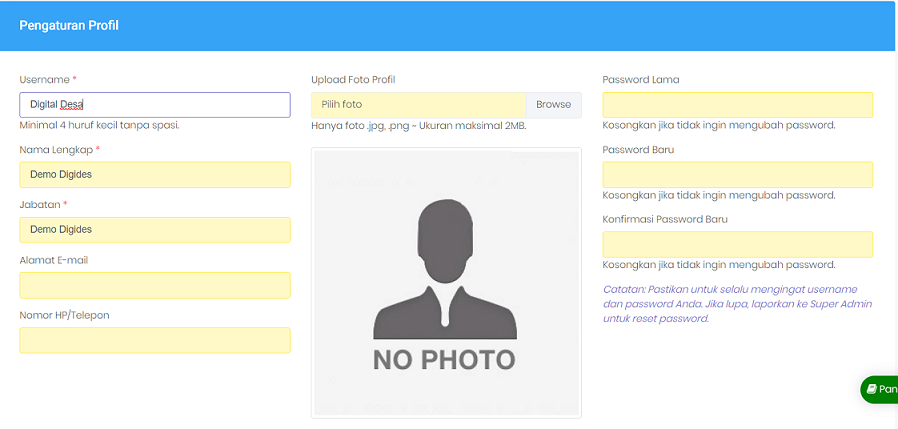 Pengaturan Profil
Username *
Digital Desa
Minimal 4 huruf kecil tanpa spasi.
Nama Lengkap *
Demo Digides
Jabatan *
Demo Digides
Alamat E-mail
Nomor HP/Telepon
Upload Foto Profil
Pilih foto
Browse
Hanya foto .jpg, .png - Ukuran maksimal 2MB.
NO PHOTO
Password Lama
Kosongkan jika tidak ingin mengubah password.
Password Baru
Kosongkan jika tidak ingin mengubah password.
Konfirmasi Password Baru
Kosongkan jika tidak ingin mengubah password.
Catatan: Pastikan untuk selalu mengingat username
dan password Anda. Jika lupa, laporkan ke Super Admin
untuk reset password.
Pan